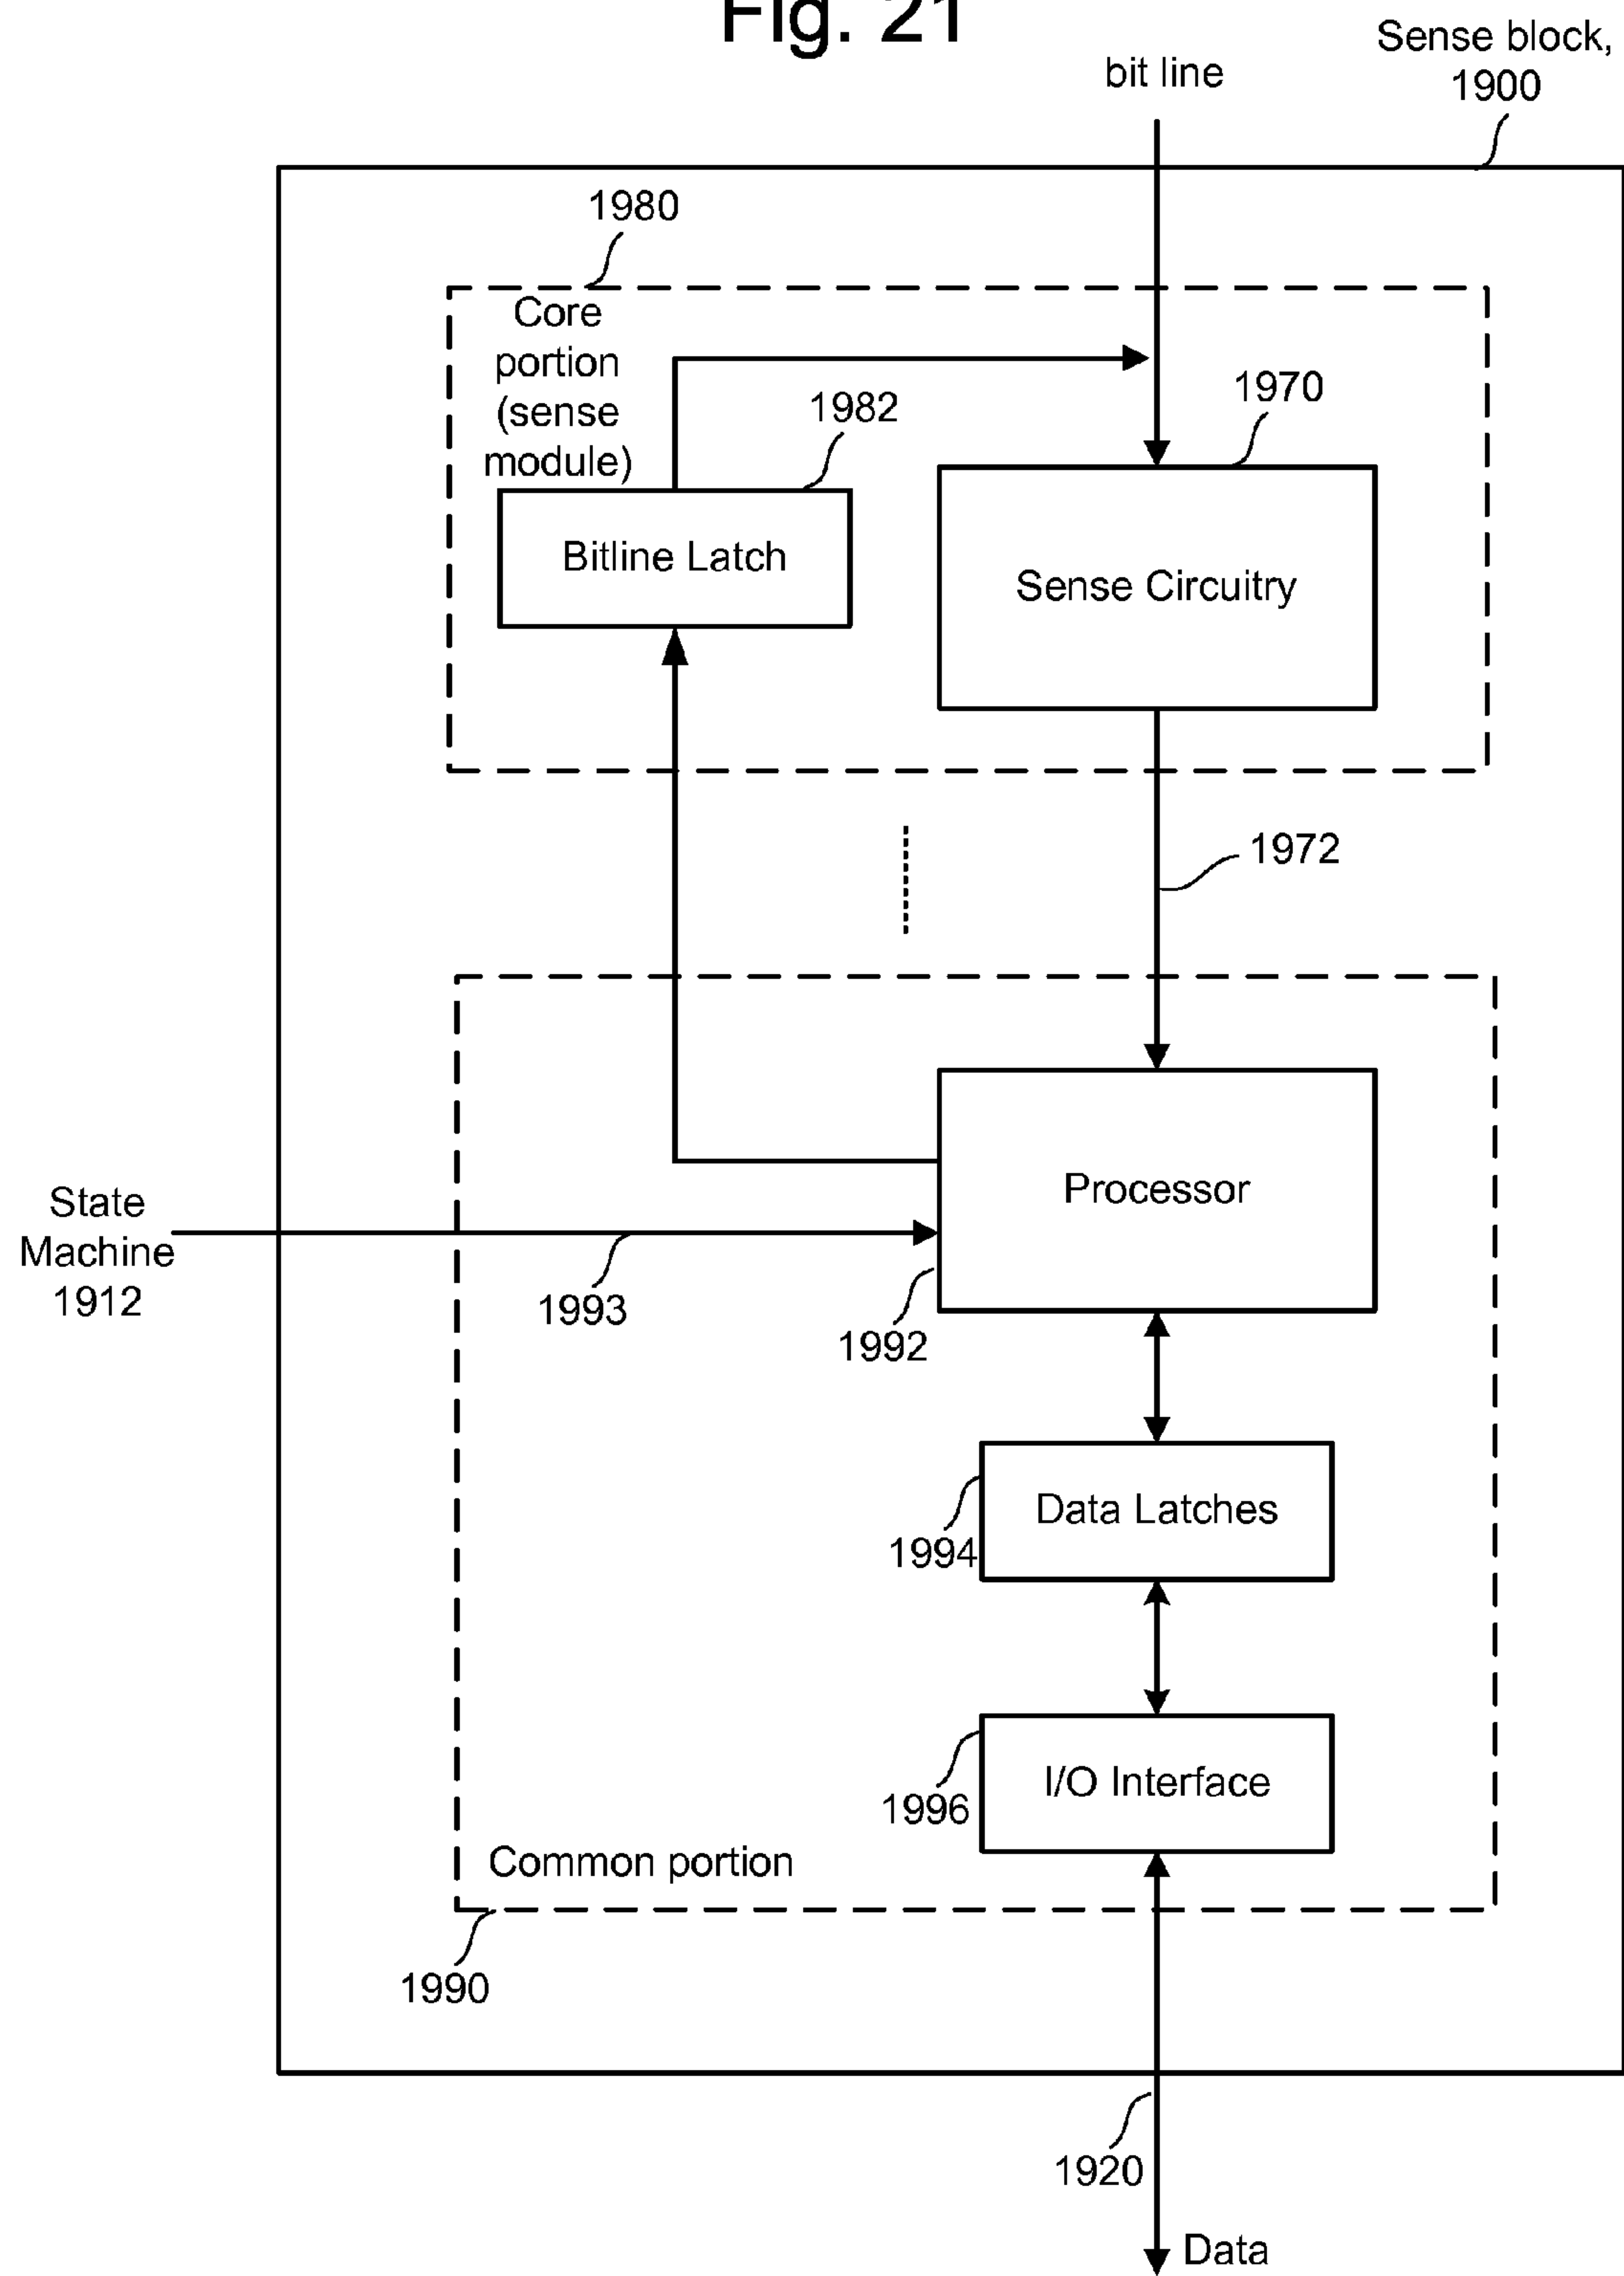 Fig. 21
Sense block,
1900
bit line
1980
Core
portion
(sense
module)
1982
1970
Bitline Latch
Sense Circuitry
1972
Processor
State
Machine
1912
1993
1992
Data Latches
1994
I/O Interface
1996
Common portion
1990
1920
Data